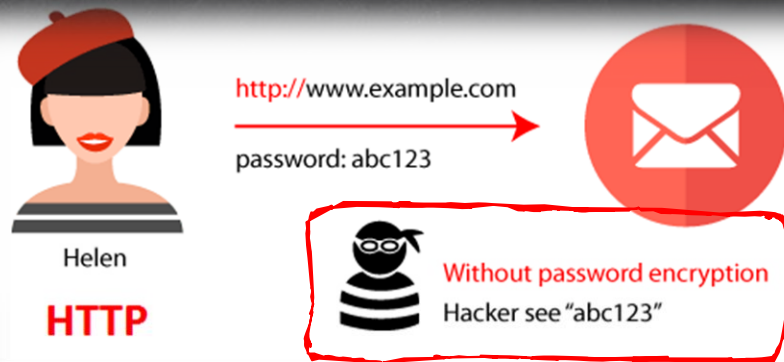 http://www.example.com
password: abc123
Helen
HTTP
Without password encryption
Hacker see “abc123”